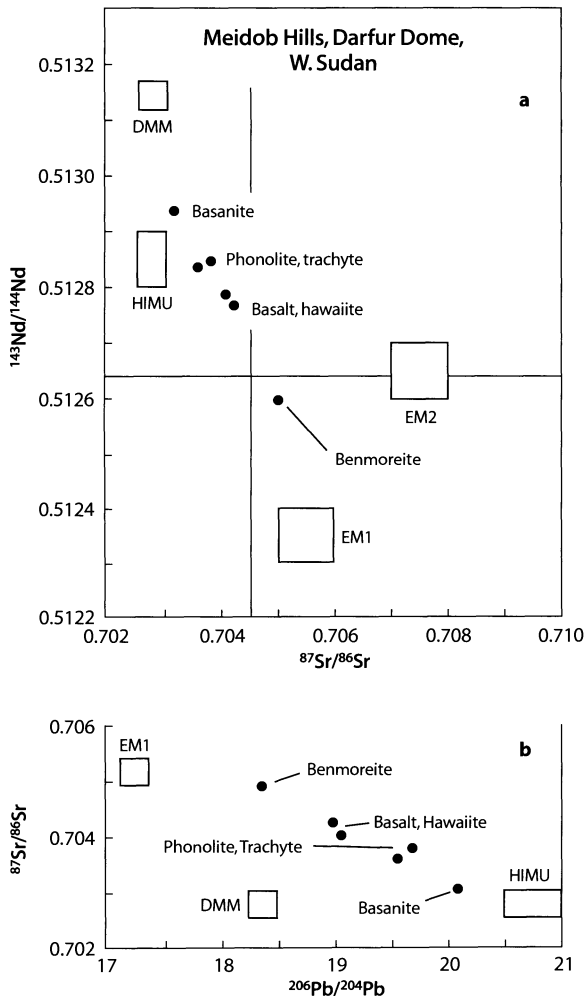 Meidob Hills, Darfur Dome,
W. Sudan
a
0.5132
DMM
0.5130
Basanite
Phonolite, trachyte
0.5128
HIMU
Basalt, hawaiite
¹⁴³Nd/¹⁴⁴Nd
0.5126
EM2
Benmoreite
0.5124
EM1
0.5122
0.702 0.704 0.706 0.708 0.710
⁸⁷Sr/⁸⁶Sr
0.706
EM1
b
Benmoreite
⁸⁷Sr/⁸⁶Sr
0.704
Basalt, Hawaiite
Phonolite, Trachyte
HIMU
DMM
Basanite
0.702
17 18 19 20 21
²⁰⁶Pb/²⁰⁴Pb